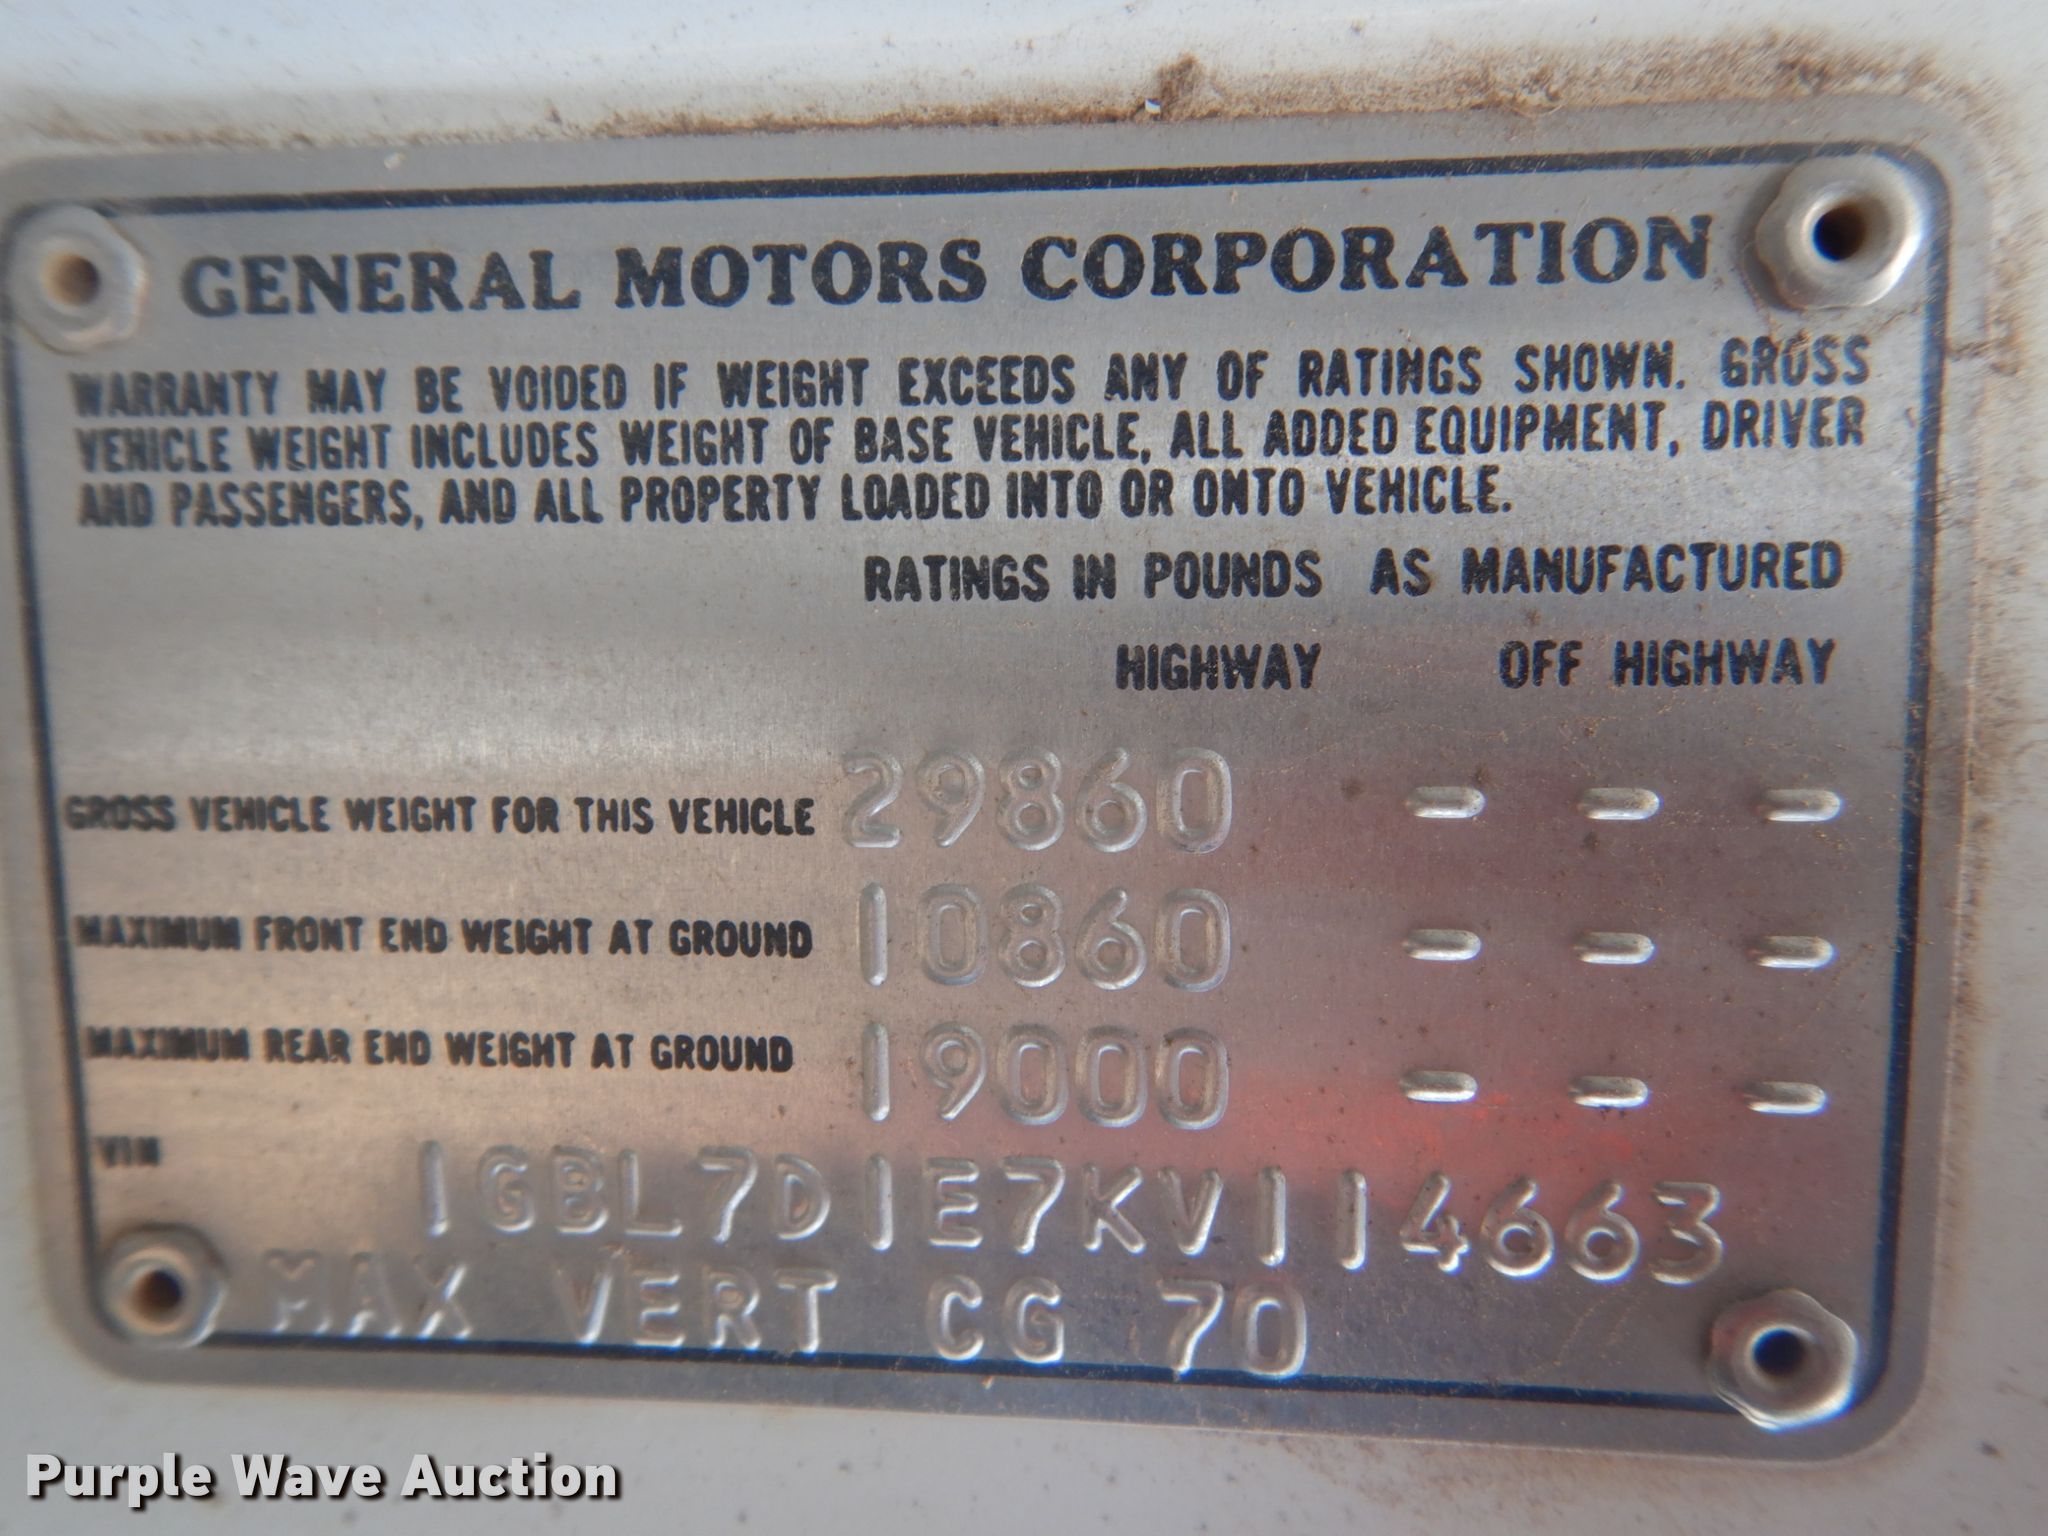 GENERAL MOTORS CORPORATION
WARRANTY MAY BE VOIDED IF WEIGHT EXCEEDS ANY OF RATINGS SHOWN. GROSS
VEHICLE WEIGHT INCLUDES WEIGHT OF BASE VEHICLE, ALL ADDED EQUIPMENT, DRIVER
AND PASSENGERS, AND ALL PROPERTY LOADED INTO OR ONTO VEHICLE.
RATINGS IN POUNDS AS MANUFACTURED
HIGHWAY OFF HIGHWAY
GROSS VEHICLE WEIGHT FOR THIS VEHICLE 29860 - - -
MAXIMUM FRONT END WEIGHT AT GROUND 10860 - - -
MAXIMUM REAR END WEIGHT AT GROUND 19000 - - -
VIN 1GBL7D1E7KV114663
MAX VERT CG 70
Purple Wave Auction